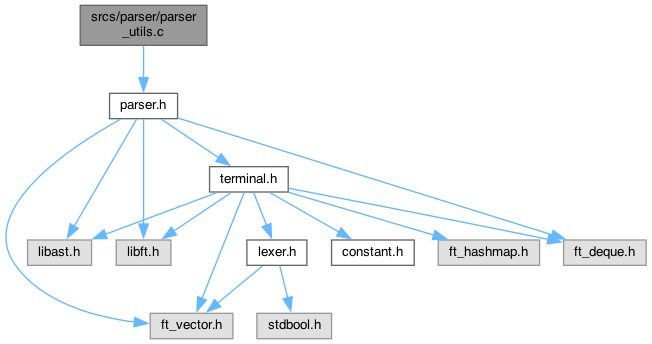 srcs/parser/parser
_utils.c
parser.h
terminal.h
libast.h
libft.h
lexer.h
constant.h
ft_hashmap.h
ft_deque.h
ft_vector.h
stdbool.h